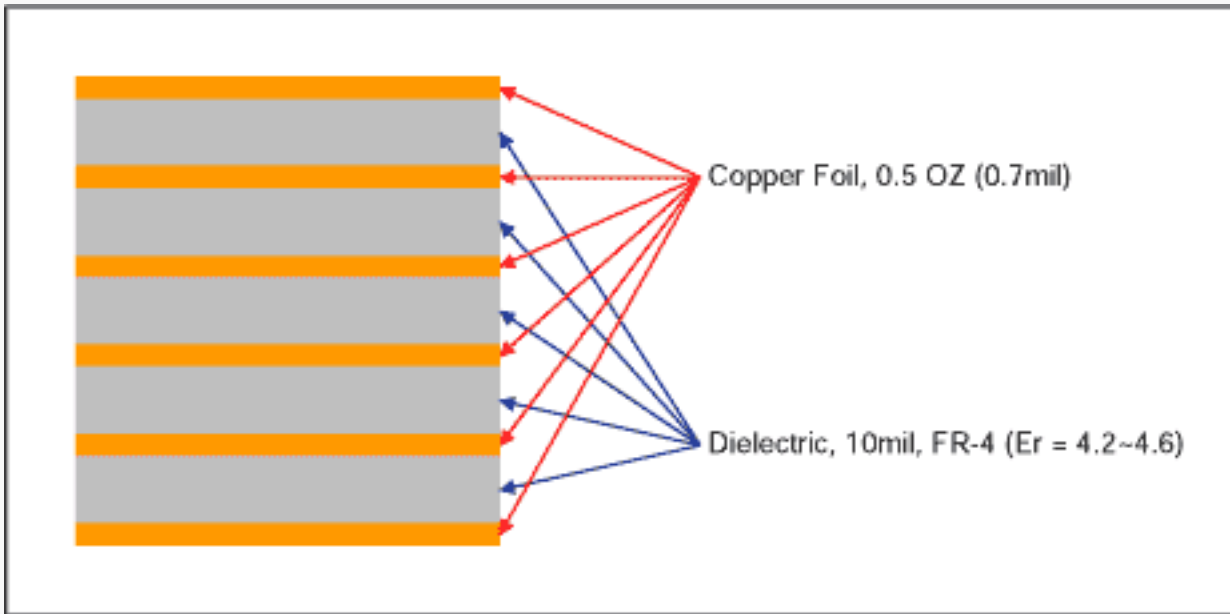 Copper Foil, 0.5 OZ (0.7mil)
Dielectric, 10mil, FR-4 (Er = 4.2~4.6)